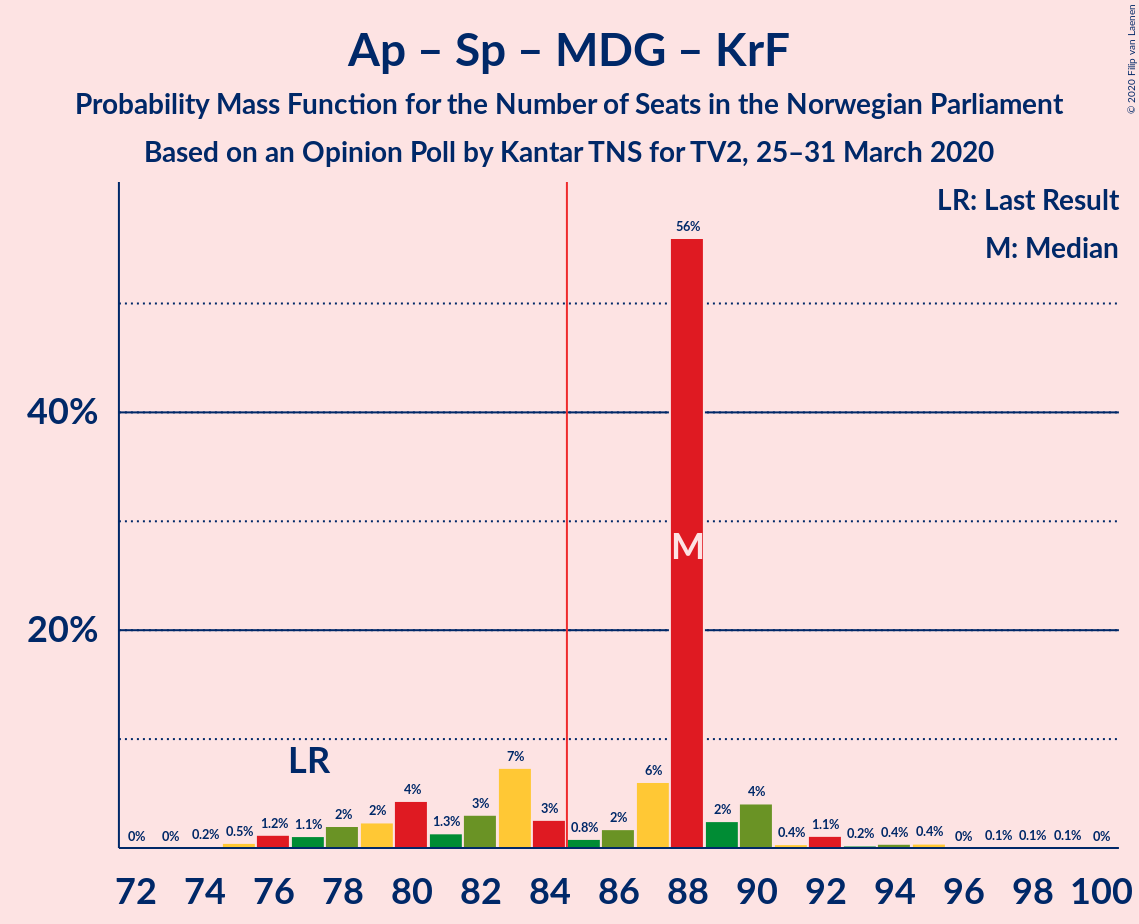 Ap – Sp – MDG – KrF
Probability Mass Function for the Number of Seats in the Norwegian Parliament
Based on an Opinion Poll by Kantar TNS for TV2, 25–31 March 2020
© 2020 Filip van Laenen
LR: Last Result
M: Median
40%
20%
LR
M
0% 0% 0.2% 0.5% 1.2% 1.1% 2% 2% 4% 1.3% 3% 7% 3% 0.8% 2% 6% 56% 2% 4% 0.4% 1.1% 0.2% 0.4% 0.4% 0% 0.1% 0.1% 0.1% 0%
72 74 76 78 80 82 84 86 88 90 92 94 96 98 100